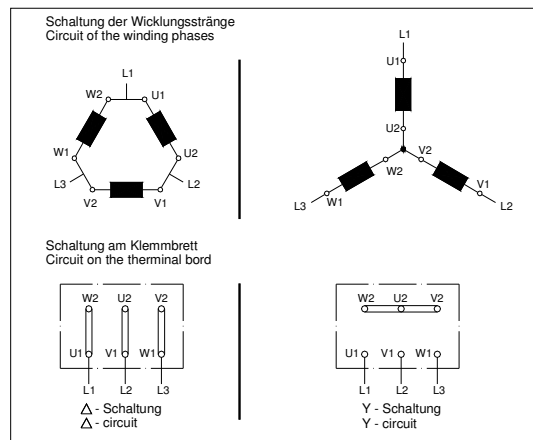 Schaltung der Wicklungsstränge
Circuit of the winding phases
L1
W2 U1
W1 U2
L3 L2
V2 V1
L1
U1
U2
V2
W2
V1
W1
L3 L2
Schaltung am Klemmbrett
Circuit on the therminal bord
W2 U2 V2
U1 V1 W1
L1 L2 L3
△ - Schaltung
△ - circuit
W2 U2 V2
U1 V1 W1
L1 L2 L3
Y - Schaltung
Y - circuit